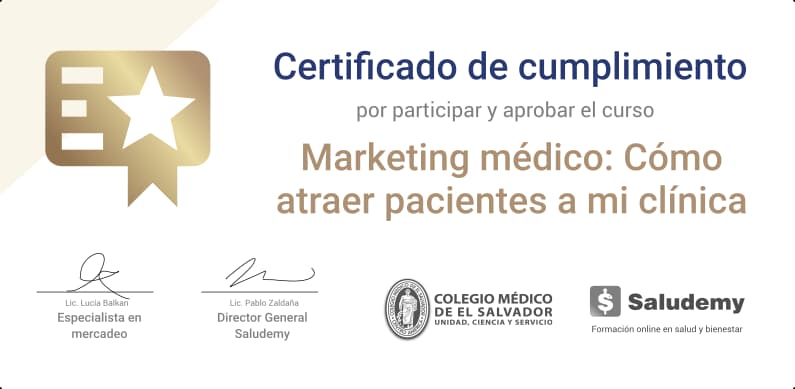 Certificado de cumplimiento
por participar y aprobar el curso
Marketing médico: Cómo
atraer pacientes a mi clínica
Lic. Lucía Balkan
Especialista en
mercadeo
Lic. Pablo Zaldaña
Director General
Saludemy
COLEGIO MÉDICO
DE EL SALVADOR
UNIDAD, CIENCIA Y SERVICIO
$ Saludemy
Formación online en salud y bienestar